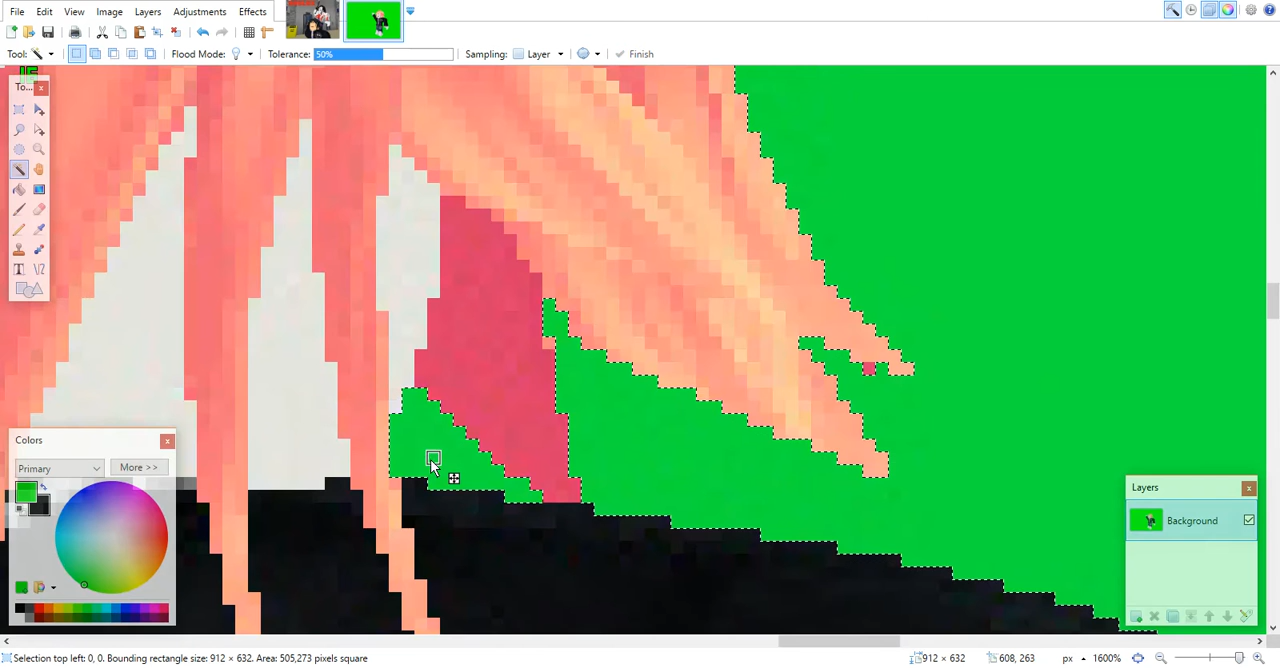 File Edit View Image Layers Adjustments Effects
Tool: Flood Mode: Tolerance: 50% Sampling: Layer Finish
To...
Colors
Primary More >>
Layers
Background
Selection top left: 0, 0. Bounding rectangle size: 912 × 632. Area: 505,273 pixels square 912 × 632 608, 263 px 1600%